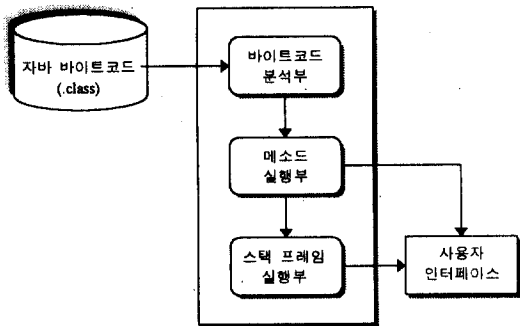 자바 바이트코드
(.class)
바이트코드
분석부
메소드
실행부
스택 프레임
실행부
사용자
인터페이스